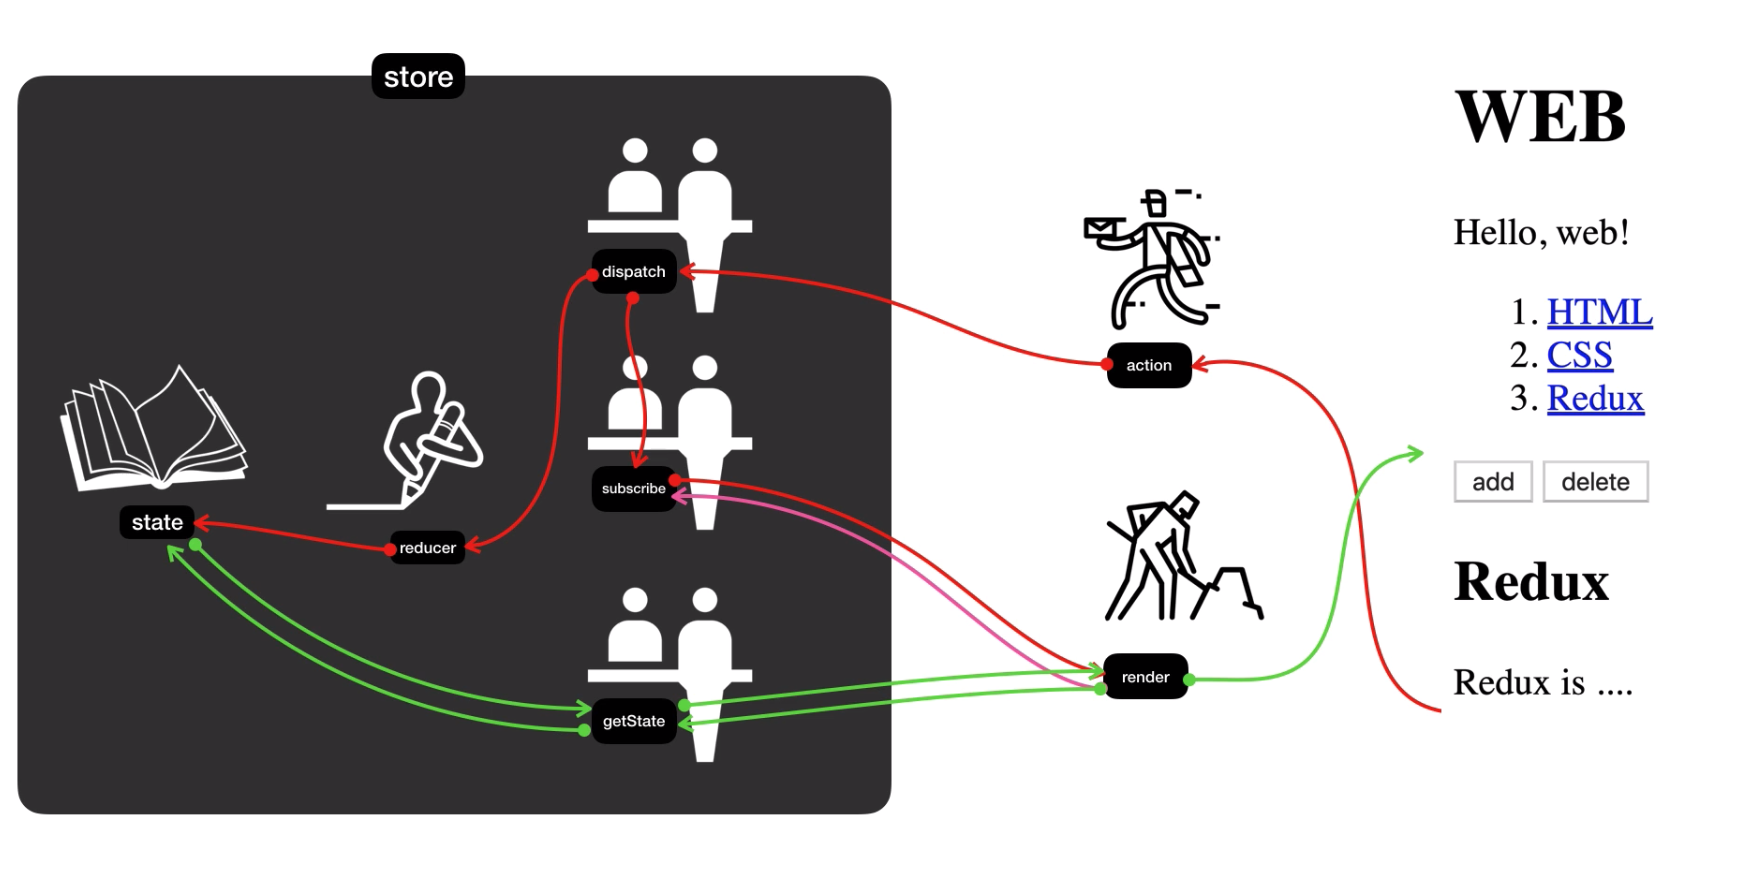 store
dispatch
subscribe
state
reducer
getState
action
render
WEB
Hello, web!
1. HTML
2. CSS
3. Redux
add delete
Redux
Redux is ....